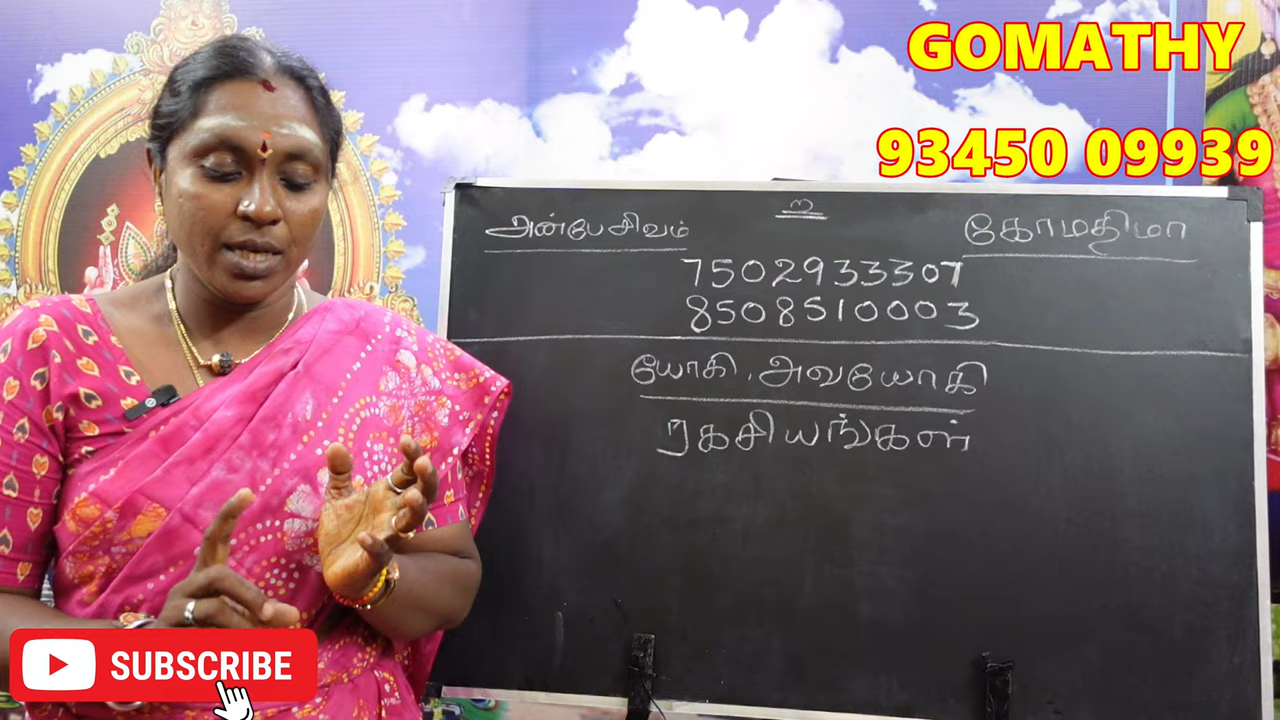 GOMATHY
93450 09939
உ
அன்பே சிவம் கோமதிமா
7502933307
8508510003
யோகி, அவயோகி
ரகசியங்கள்
SUBSCRIBE